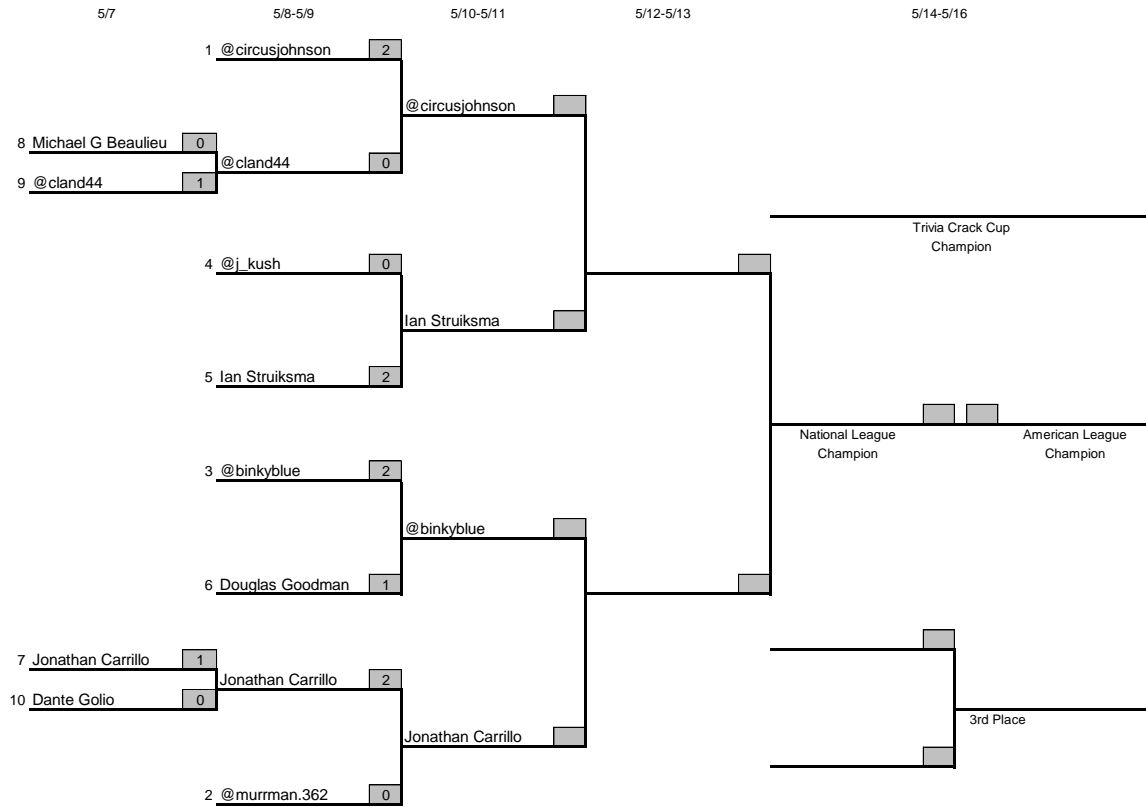 5/7 5/8-5/9 5/10-5/11 5/12-5/13 5/14-5/16
1 @circusjohnson 2
@circusjohnson
8 Michael G Beaulieu 0
@cland44 0
9 @cland44 1
Trivia Crack Cup
Champion
4 @j_kush 0
Ian Struiksma
5 Ian Struiksma 2
National League
Champion
American League
Champion
3 @binkyblue 2
@binkyblue
6 Douglas Goodman 1
7 Jonathan Carrillo 1
Jonathan Carrillo 2
10 Dante Golio 0
3rd Place
Jonathan Carrillo
2 @murrman.362 0